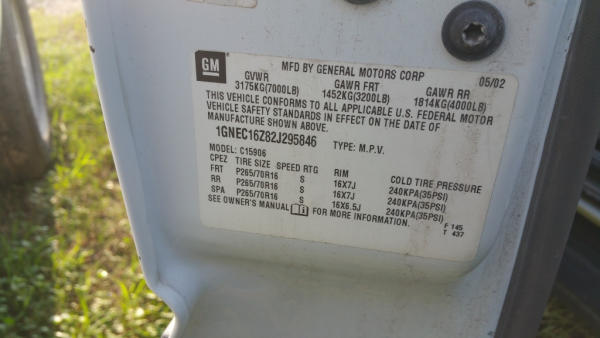 GM MFD BY GENERAL MOTORS CORP 05/02
GVWR GAWR FRT GAWR RR
3175KG(7000LB) 1452KG(3200LB) 1814KG(4000LB)
THIS VEHICLE CONFORMS TO ALL APPLICABLE U.S. FEDERAL MOTOR
VEHICLE SAFETY STANDARDS IN EFFECT ON THE DATE OF
MANUFACTURE SHOWN ABOVE.
1GNEC16Z82J295846 TYPE: M.P.V.
MODEL: C15906
CPEZ TIRE SIZE SPEED RTG RIM COLD TIRE PRESSURE
FRT P265/70R16 S 16X7J 240KPA(35PSI)
RR P265/70R16 S 16X7J 240KPA(35PSI)
SPA P265/70R16 S 16X6.5J 240KPA(35PSI)
SEE OWNER'S MANUAL FOR MORE INFORMATION.
F 145
T 437